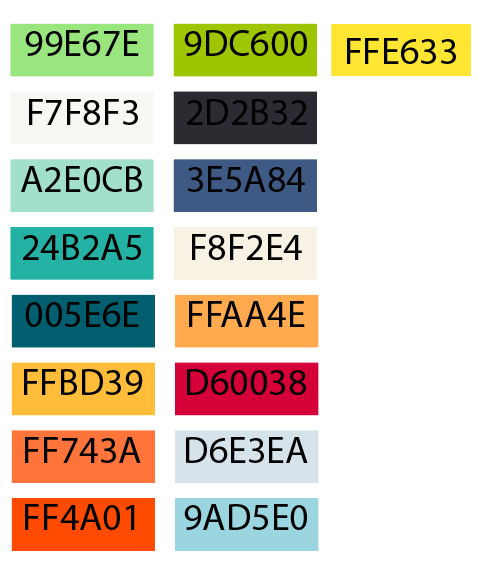 99E67E 9DC600 FFE633
F7F8F3 2D2B32
A2E0CB 3E5A84
24B2A5 F8F2E4
005E6E FFAA4E
FFBD39 D60038
FF743A D6E3EA
FF4A01 9AD5E0